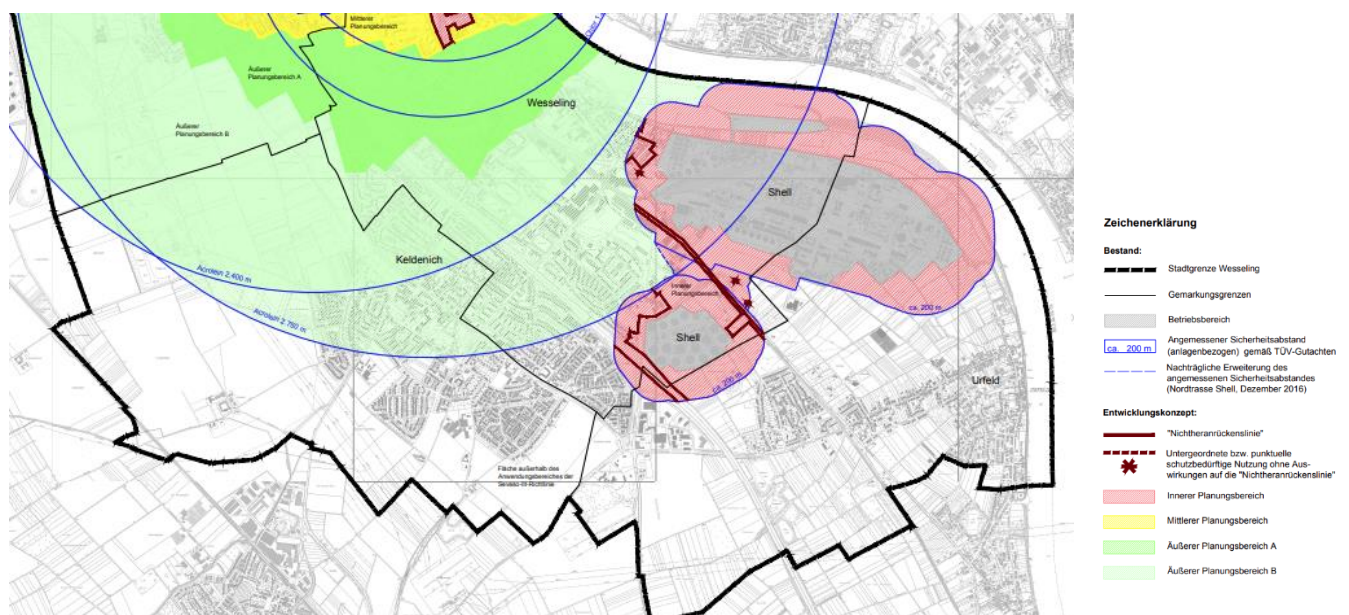 Mittlerer
Planungsbereich
Äußerer
Planungsbereich A
Äußerer
Planungsbereich B
Wesseling
Shell
Keldenich
Acrolein 2.400 m
Acrolein 2.750 m
Innerer
Planungsbereich
Shell
ca. 200 m
ca. 200 m
Urfeld
Fläche außerhalb des
Anwendungsbereiches der
Seveso-III-Richtlinie
Zeichenerklärung
Bestand:
Stadtgrenze Wesseling
Gemarkungsgrenzen
Betriebsbereich
ca. 200 m
Angemessener Sicherheitsabstand
(anlagenbezogen) gemäß TÜV-Gutachten
Nachträgliche Erweiterung des
angemessenen Sicherheitsabstandes
(Nordtrasse Shell, Dezember 2016)
Entwicklungskonzept:
"Nichtheranrückenslinie"
Untergeordnete bzw. punktuelle
schutzbedürftige Nutzung ohne Aus-
wirkungen auf die "Nichtheranrückenslinie"
Innerer Planungsbereich
Mittlerer Planungsbereich
Äußerer Planungsbereich A
Äußerer Planungsbereich B